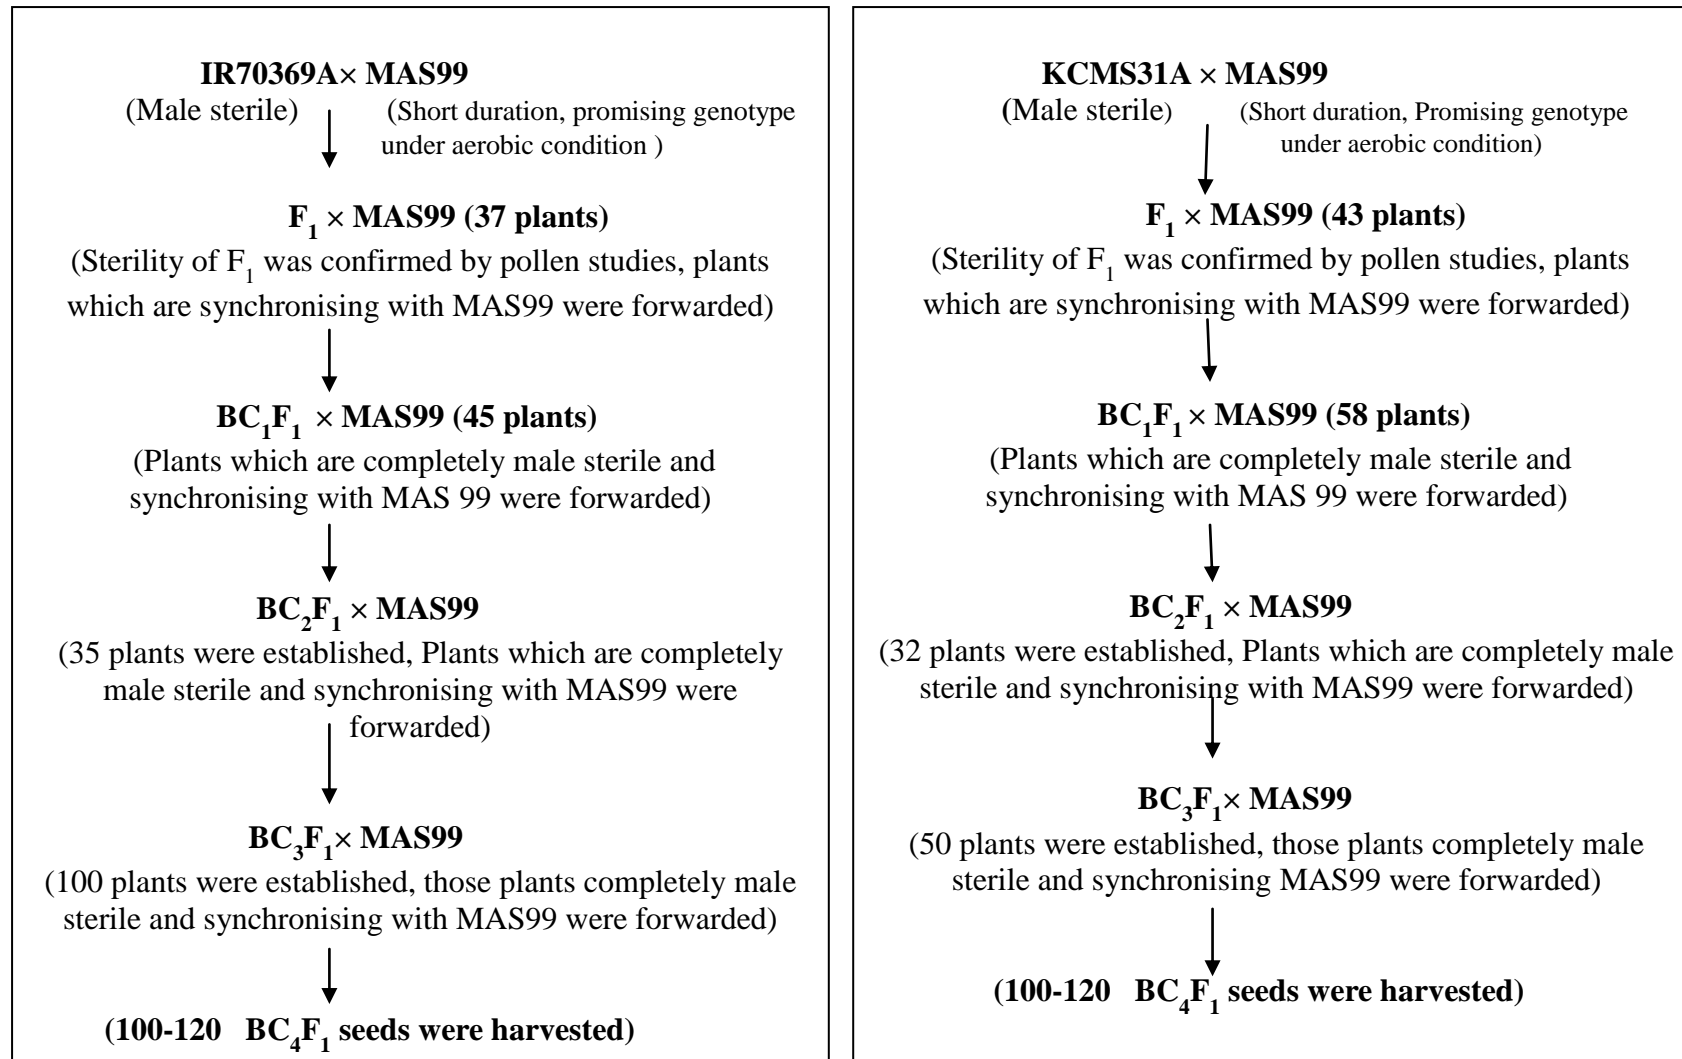 IR70369A× MAS99
(Male sterile) (Short duration, promising genotype
under aerobic condition )
F₁ × MAS99 (37 plants)
(Sterility of F₁ was confirmed by pollen studies, plants
which are synchronising with MAS99 were forwarded)
BC₁F₁ × MAS99 (45 plants)
(Plants which are completely male sterile and
synchronising with MAS 99 were forwarded)
BC₂F₁ × MAS99
(35 plants were established, Plants which are completely
male sterile and synchronising with MAS99 were
forwarded)
BC₃F₁× MAS99
(100 plants were established, those plants completely male
sterile and synchronising with MAS99 were forwarded)
(100-120 BC₄F₁ seeds were harvested)
KCMS31A × MAS99
(Male sterile) (Short duration, Promising genotype
under aerobic condition)
F₁ × MAS99 (43 plants)
(Sterility of F₁ was confirmed by pollen studies, plants
which are synchronising with MAS99 were forwarded)
BC₁F₁ × MAS99 (58 plants)
(Plants which are completely male sterile and
synchronising with MAS 99 were forwarded)
BC₂F₁ × MAS99
(32 plants were established, Plants which are completely male
sterile and synchronising with MAS99 were forwarded)
BC₃F₁× MAS99
(50 plants were established, those plants completely male
sterile and synchronising MAS99 were forwarded)
(100-120 BC₄F₁ seeds were harvested)